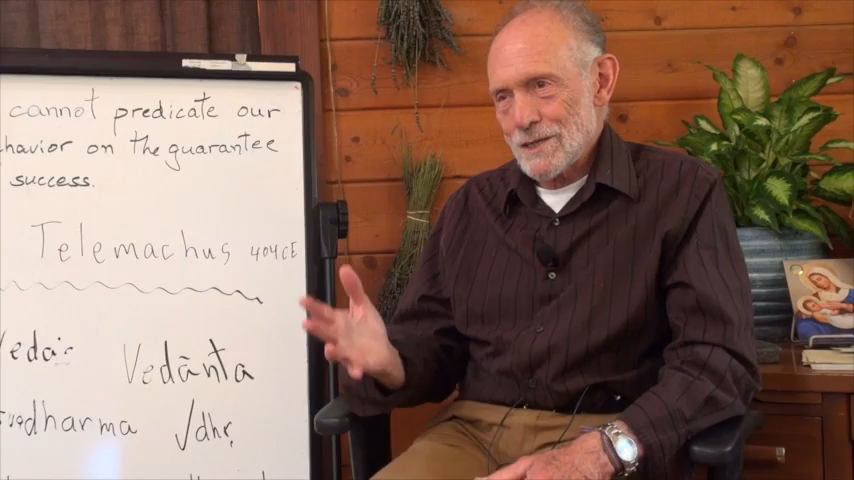 cannot predicate our
havior on the guarantee
success.
Telemachus 404CE
Vedānta
√dhṛ